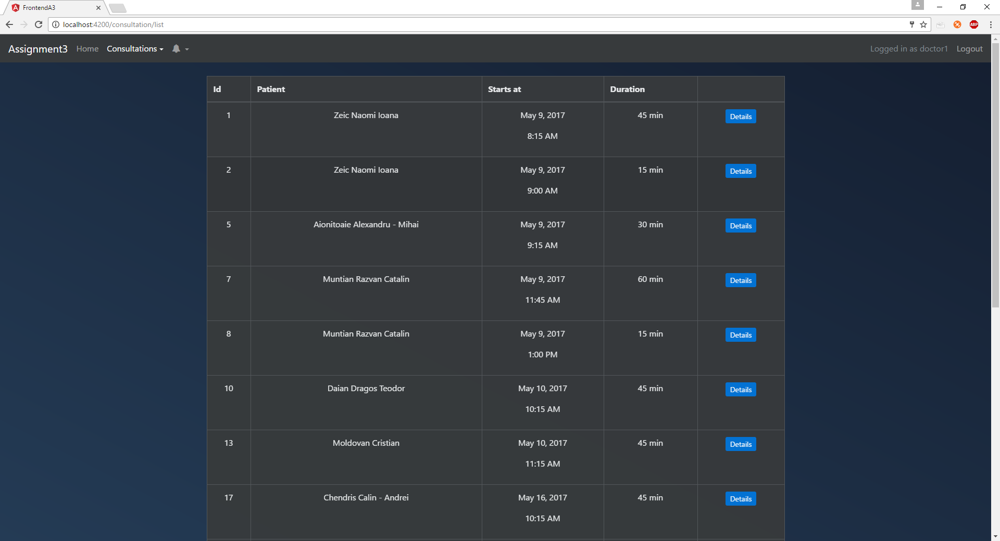 FrontendA3
localhost:4200/consultation/list
ABP
Assignment3 Home Consultations Logged in as doctor1 Logout
Id Patient Starts at Duration
1 Zeic Naomi Ioana May 9, 2017 45 min Details
8:15 AM
2 Zeic Naomi Ioana May 9, 2017 15 min Details
9:00 AM
5 Aionitoaie Alexandru - Mihai May 9, 2017 30 min Details
9:15 AM
7 Muntian Razvan Catalin May 9, 2017 60 min Details
11:45 AM
8 Muntian Razvan Catalin May 9, 2017 15 min Details
1:00 PM
10 Daian Dragos Teodor May 10, 2017 45 min Details
10:15 AM
13 Moldovan Cristian May 10, 2017 45 min Details
11:15 AM
17 Chendris Calin - Andrei May 16, 2017 45 min Details
10:15 AM